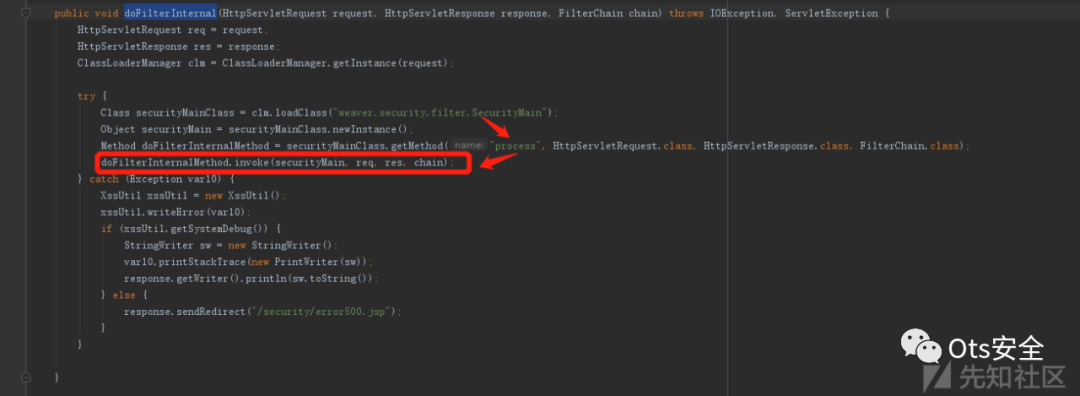 public void doFilterInternal(HttpServletRequest request, HttpServletResponse response, FilterChain chain) throws IOException, ServletException {
HttpServletRequest req = request;
HttpServletResponse res = response;
ClassLoaderManager clm = ClassLoaderManager.getInstance(request);
try {
Class securityMainClass = clm.loadClass("weaver.security.filter.SecurityMain");
Object securityMain = securityMainClass.newInstance();
Method doFilterInternalMethod = securityMainClass.getMethod( name: "process", HttpServletRequest.class, HttpServletResponse.class, FilterChain.class);
doFilterInternalMethod.invoke(securityMain, req, res, chain);
} catch (Exception var10) {
XssUtil xssUtil = new XssUtil();
xssUtil.writeError(var10);
if (xssUtil.getSystemDebug()) {
StringWriter sw = new StringWriter();
var10.printStackTrace(new PrintWriter(sw));
response.getWriter().println(sw.toString());
} else {
response.sendRedirect("/security/error500.jsp");
}
}
}
Ots安全
先知社区